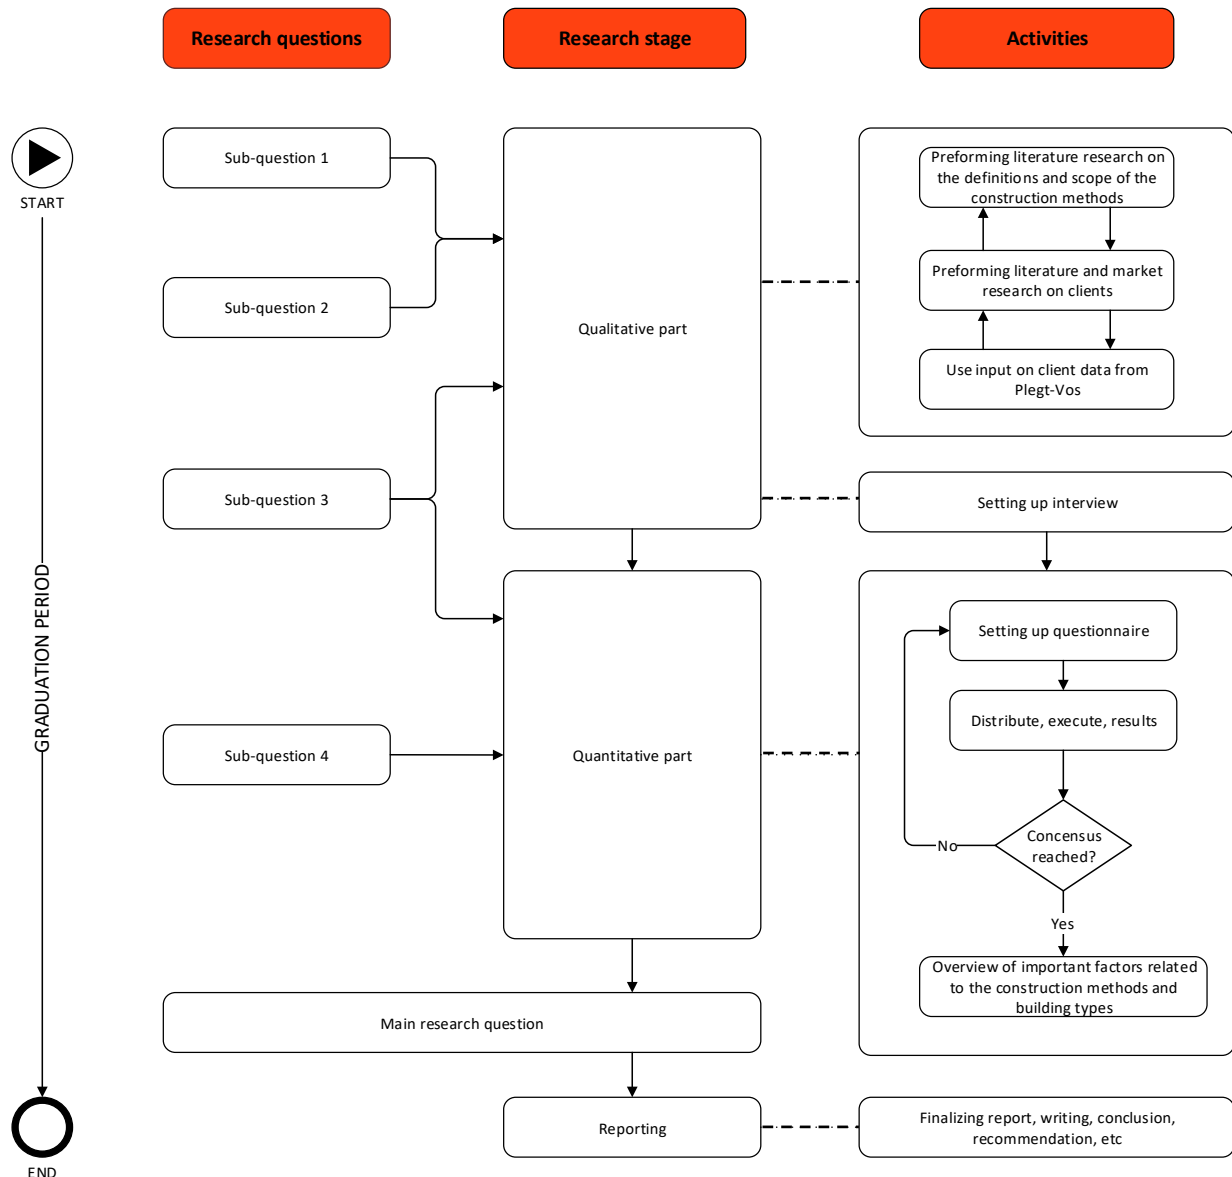 Research questions
Research stage
Activities
START
Sub-question 1
Preforming literature research on
the definitions and scope of the
construction methods
Preforming literature and market
research on clients
Sub-question 2
Qualitative part
Use input on client data from
Plegt-Vos
Sub-question 3
Setting up interview
GRADUATION PERIOD
Setting up questionnaire
Distribute, execute, results
Sub-question 4
Quantitative part
Concensus
reached?
No
Yes
Overview of important factors related
to the construction methods and
building types
Main research question
Reporting
Finalizing report, writing, conclusion,
recommendation, etc
END